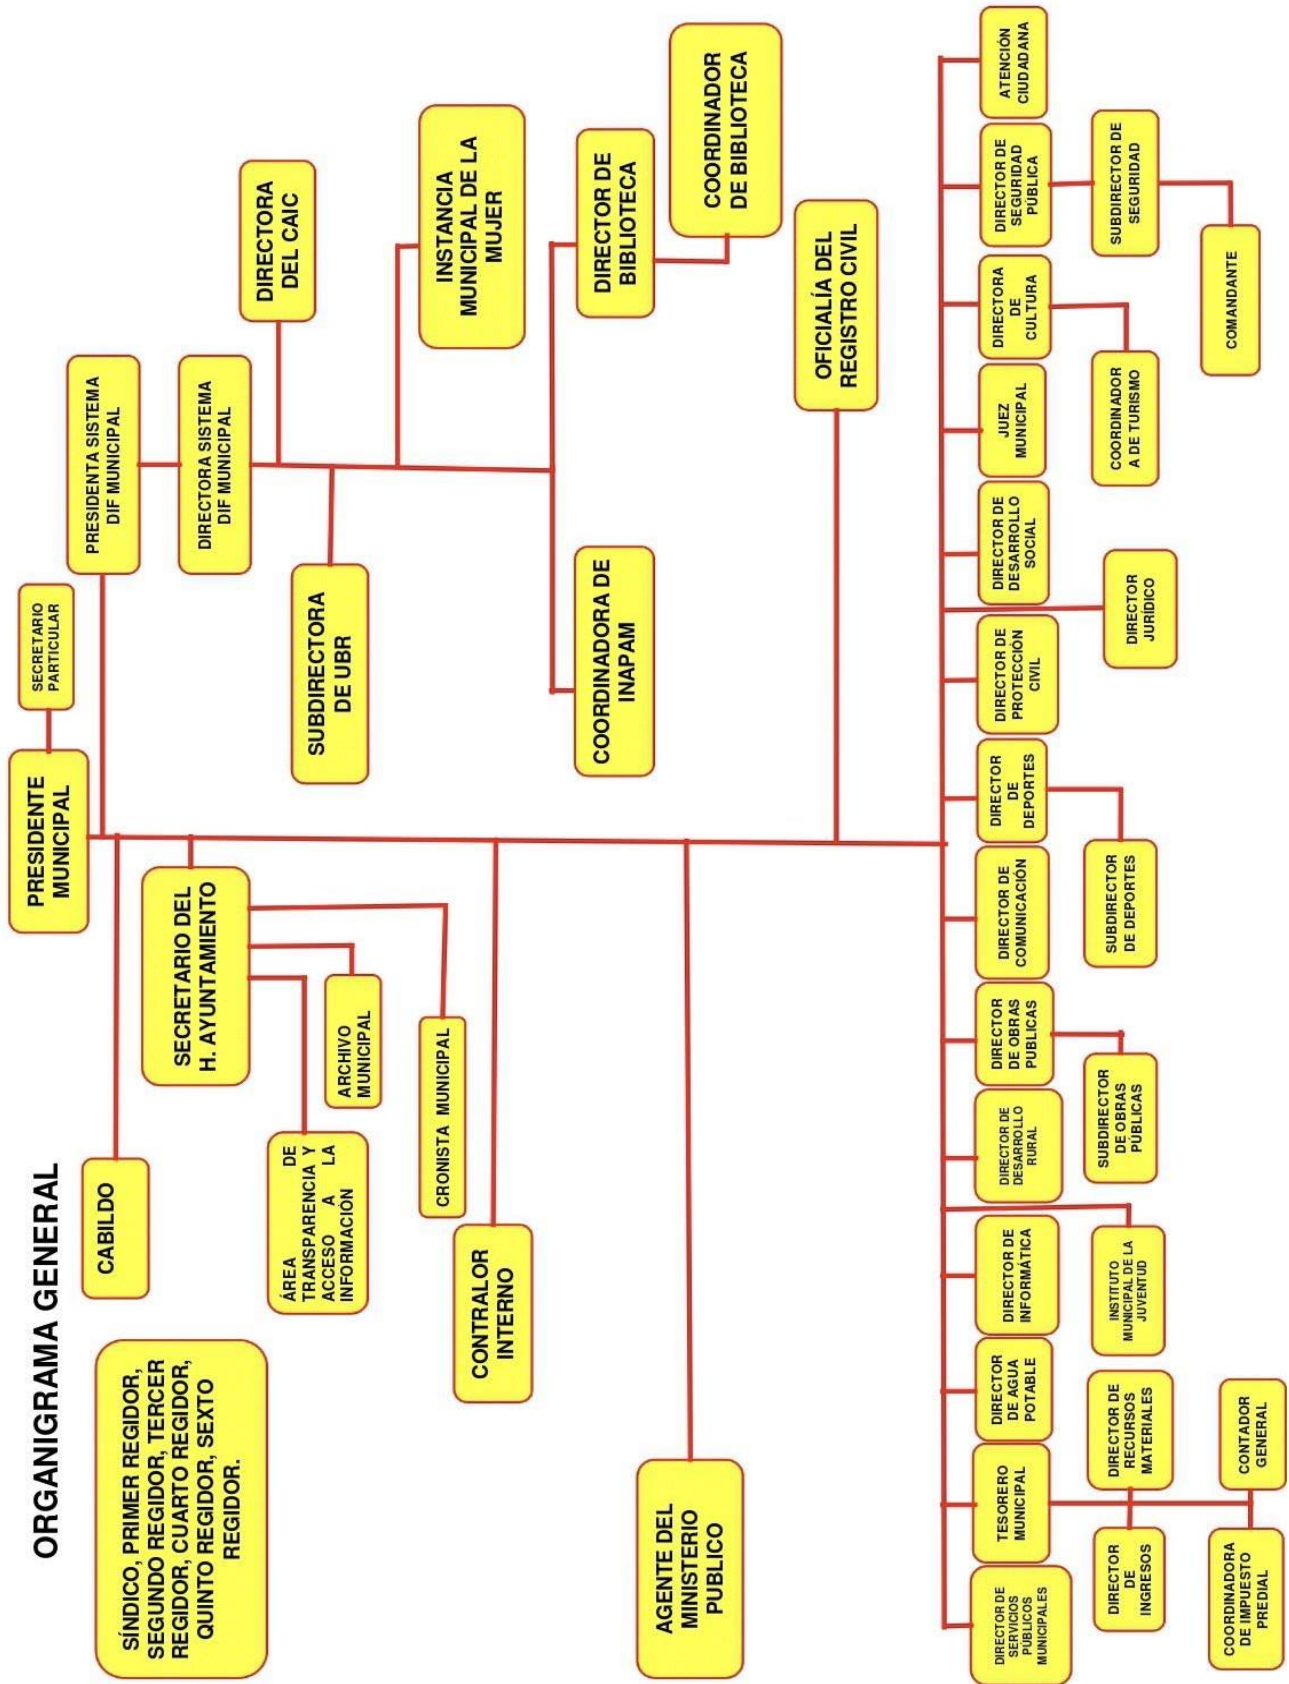 ORGANIGRAMA GENERAL
PRESIDENTE
MUNICIPAL
SECRETARIO
PARTICULAR
SÍNDICO, PRIMER REGIDOR,
SEGUNDO REGIDOR, TERCER
REGIDOR, CUARTO REGIDOR,
QUINTO REGIDOR, SEXTO
REGIDOR.
CABILDO
PRESIDENTA SISTEMA
DIF MUNICIPAL
SECRETARIO DEL
H. AYUNTAMIENTO
DIRECTORA SISTEMA
DIF MUNICIPAL
DIRECTORA
DEL CAIC
ÁREA DE
TRANSPARENCIA Y
ACCESO A LA
INFORMACIÓN
ARCHIVO
MUNICIPAL
SUBDIRECTORA
DE UBR
CRONISTA MUNICIPAL
INSTANCIA
MUNICIPAL DE LA
MUJER
CONTRALOR
INTERNO
COORDINADORA DE
INAPAM
DIRECTOR DE
BIBLIOTECA
COORDINADOR
DE BIBLIOTECA
AGENTE DEL
MINISTERIO
PUBLICO
OFICIALÍA DEL
REGISTRO CIVIL
DIRECTOR DE
SERVICIOS
PÚBLICOS
MUNICIPALES
TESORERO
MUNICIPAL
DIRECTOR
DE AGUA
POTABLE
DIRECTOR DE
INFORMÁTICA
DIRECTOR DE
DESARROLLO
RURAL
DIRECTOR
DE OBRAS
PUBLICAS
DIRECTOR DE
COMUNICACIÓN
DIRECTOR
DE
DEPORTES
DIRECTOR DE
PROTECCIÓN
CIVIL
DIRECTOR DE
DESARROLLO
SOCIAL
JUEZ
MUNICIPAL
DIRECTORA
DE
CULTURA
DIRECTOR DE
SEGURIDAD
PÚBLICA
ATENCIÓN
CIUDADANA
DIRECTOR
DE
INGRESOS
DIRECTOR DE
RECURSOS
MATERIALES
INSTITUTO
MUNICIPAL DE LA
JUVENTUD
SUBDIRECTOR
DE OBRAS
PÚBLICAS
SUBDIRECTOR
DE DEPORTES
DIRECTOR
JURÍDICO
COORDINADOR
A DE TURISMO
SUBDIRECTOR DE
SEGURIDAD
COORDINADORA
DE IMPUESTO
PREDIAL
CONTADOR
GENERAL
COMANDANTE